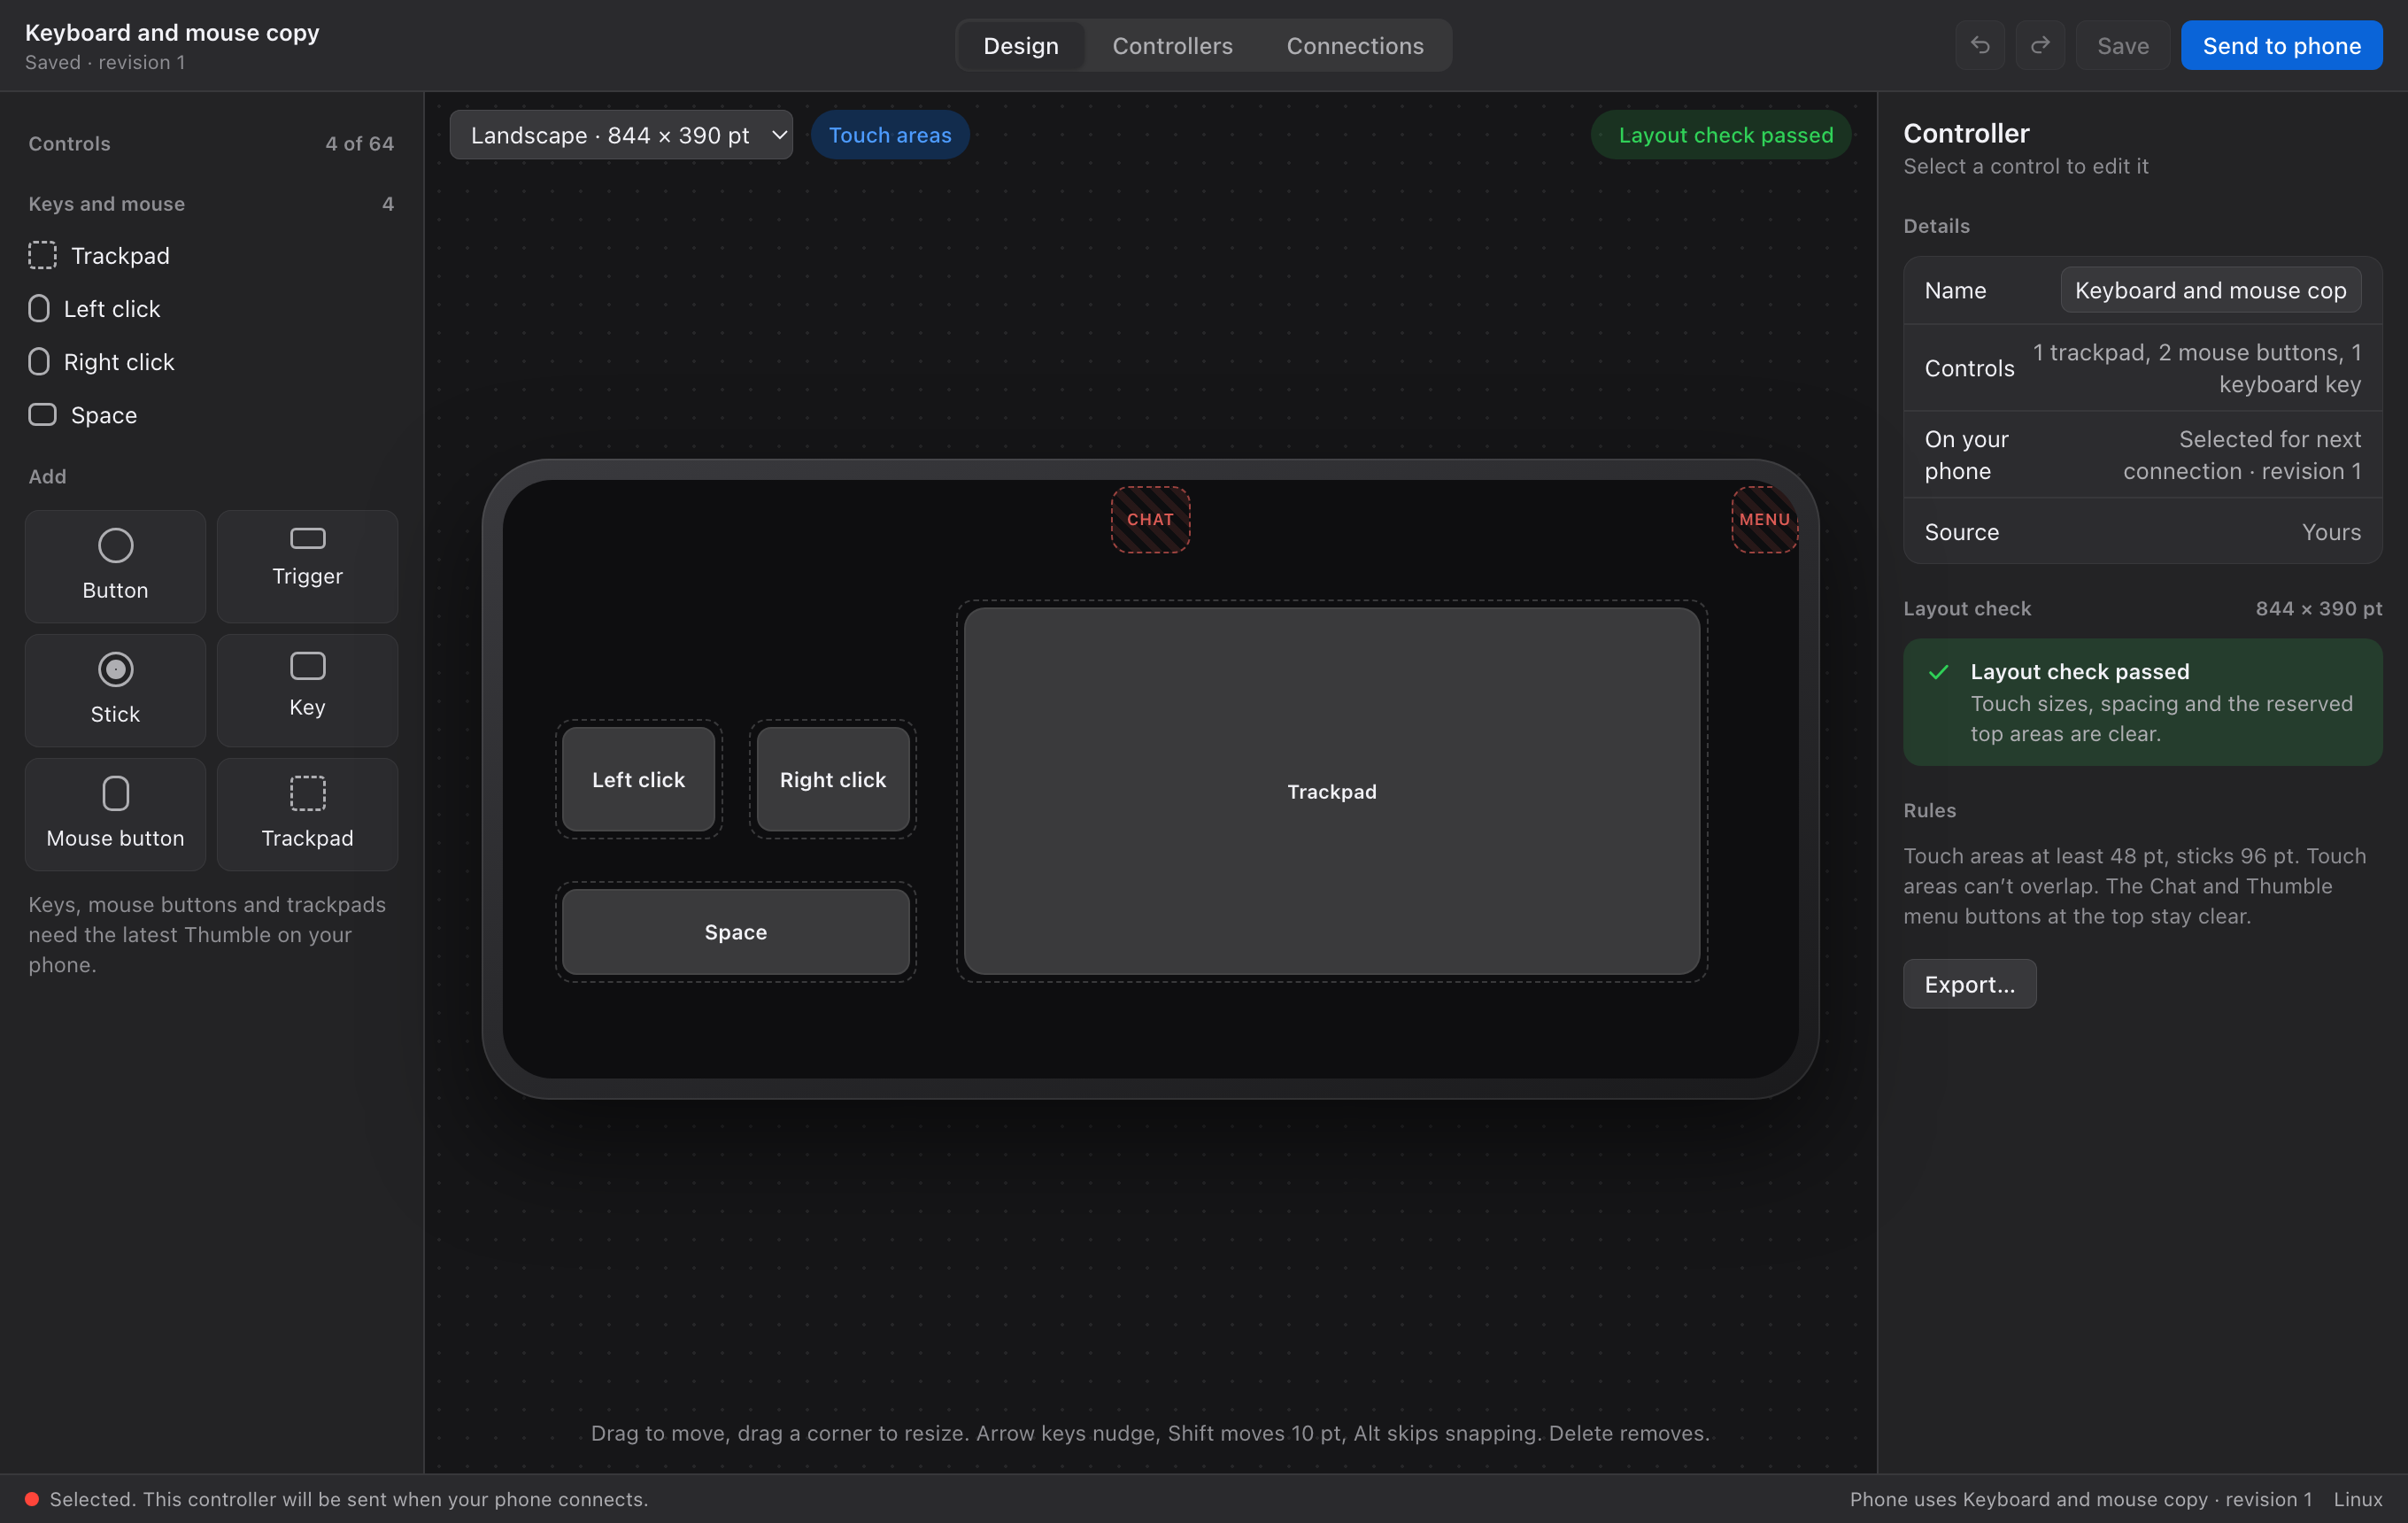 Keyboard and mouse copy
Saved · revision 1
Design
Controllers
Connections
Save
Send to phone
Controls
4 of 64
Keys and mouse
4
Trackpad
Left click
Right click
Space
Add
Button
Trigger
Stick
Key
Mouse button
Trackpad
Keys, mouse buttons and trackpads
need the latest Thumble on your
phone.
Landscape · 844 × 390 pt
Touch areas
Layout check passed
CHAT
MENU
Left click
Right click
Trackpad
Space
Drag to move, drag a corner to resize. Arrow keys nudge, Shift moves 10 pt, Alt skips snapping. Delete removes.
Controller
Select a control to edit it
Details
Name
Keyboard and mouse cop
Controls
1 trackpad, 2 mouse buttons, 1
keyboard key
On your
phone
Selected for next
connection · revision 1
Source
Yours
Layout check
844 × 390 pt
Layout check passed
Touch sizes, spacing and the reserved
top areas are clear.
Rules
Touch areas at least 48 pt, sticks 96 pt. Touch
areas can’t overlap. The Chat and Thumble
menu buttons at the top stay clear.
Export...
Selected. This controller will be sent when your phone connects.
Phone uses Keyboard and mouse copy · revision 1
Linux